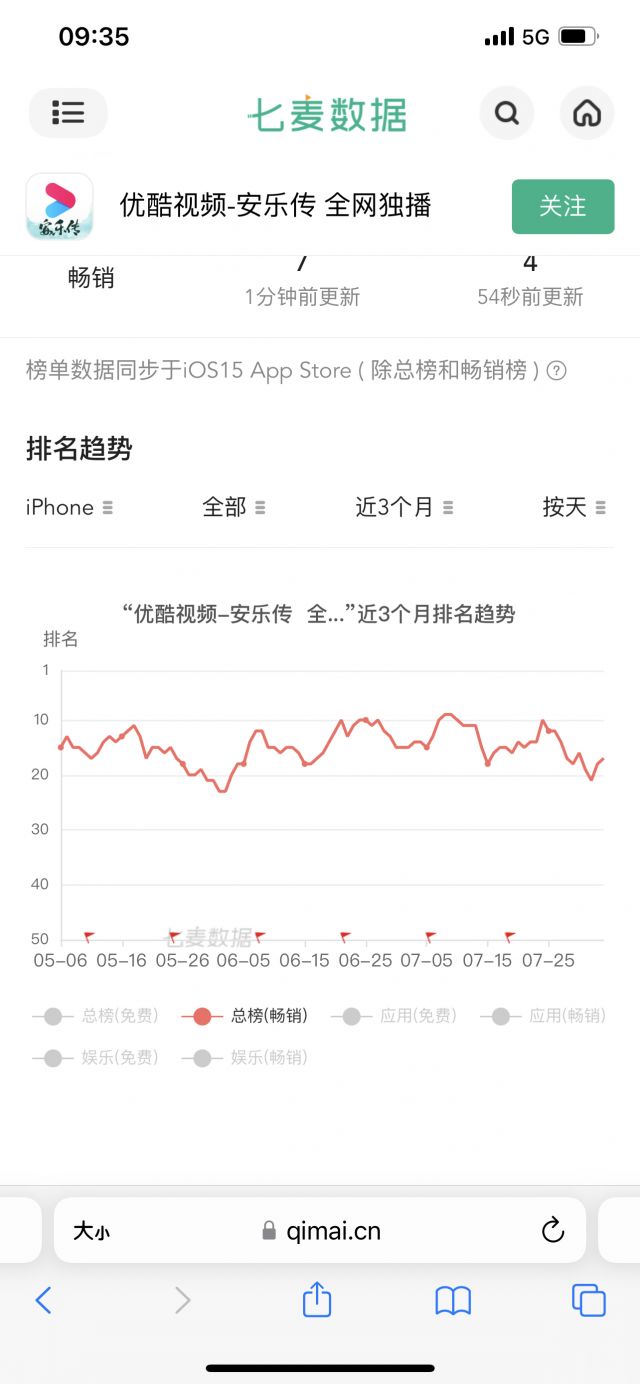 09:35 5G
七麦数据
安乐传
优酷视频-安乐传 全网独播 关注
畅销 7 4
1分钟前更新 54秒前更新
榜单数据同步于iOS15 App Store ( 除总榜和畅销榜 ) ?
排名趋势
iPhone 全部 近3个月 按天
“优酷视频–安乐传 全...”近3个月排名趋势
排名
1
10
20
30
40
50
七麦数据
05–06 05–16 05–26 06–05 06–15 06–25 07–05 07–15 07–25
总榜(免费) 总榜(畅销) 应用(免费) 应用(畅销)
娱乐(免费) 娱乐(畅销)
大小 qimai.cn